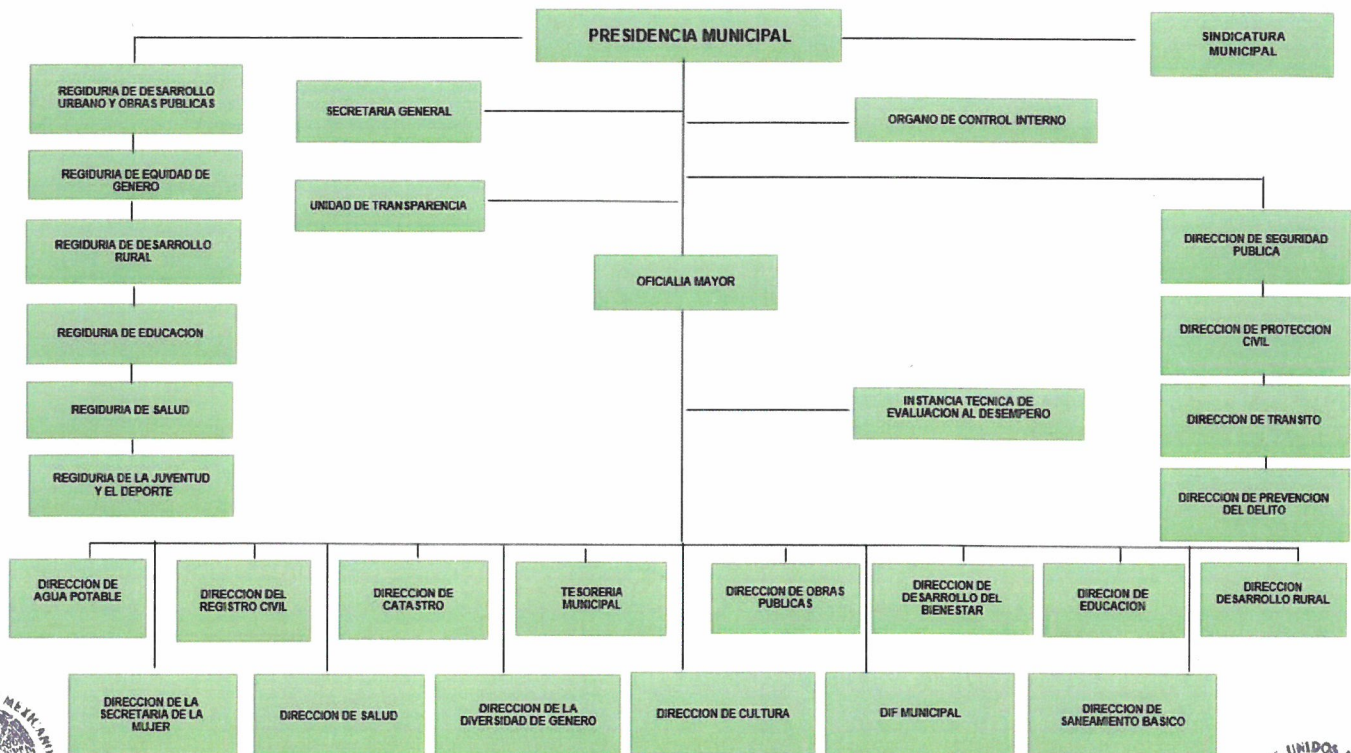 PRESIDENCIA MUNICIPAL
SINDICATURA
MUNICIPAL
REGIDURIA DE DESARROLLO
URBANO Y OBRAS PUBLICAS
SECRETARIA GENERAL
ORGANO DE CONTROL INTERNO
REGIDURIA DE EQUIDAD DE
GENERO
UNIDAD DE TRANSPARENCIA
REGIDURIA DE DESARROLLO
RURAL
DIRECCION DE SEGURIDAD
PUBLICA
OFICIALIA MAYOR
REGIDURIA DE EDUCACION
DIRECCION DE PROTECCION
CIVIL
REGIDURIA DE SALUD
INSTANCIA TECNICA DE
EVALUACION AL DESEMPEÑO
DIRECCION DE TRANSITO
REGIDURIA DE LA JUVENTUD
Y EL DEPORTE
DIRECCION DE PREVENCION
DEL DELITO
DIRECCION DE
AGUA POTABLE
DIRECCION DEL
REGISTRO CIVIL
DIRECCION DE
CATASTRO
TESORERIA
MUNICIPAL
DIRECCION DE OBRAS
PUBLICAS
DIRECCION DE
DESARROLLO DEL
BIENESTAR
DIRECION DE
EDUCACION
DIRECCION
DESARROLLO RURAL
DIRECCION DE LA
SECRETARIA DE LA
MUJER
DIRECCION DE SALUD
DIRECCION DE LA
DIVERSIDAD DE GENERO
DIRECCION DE CULTURA
DIF MUNICIPAL
DIRECCION DE
SANEAMIENTO BASICO
UNIDOS